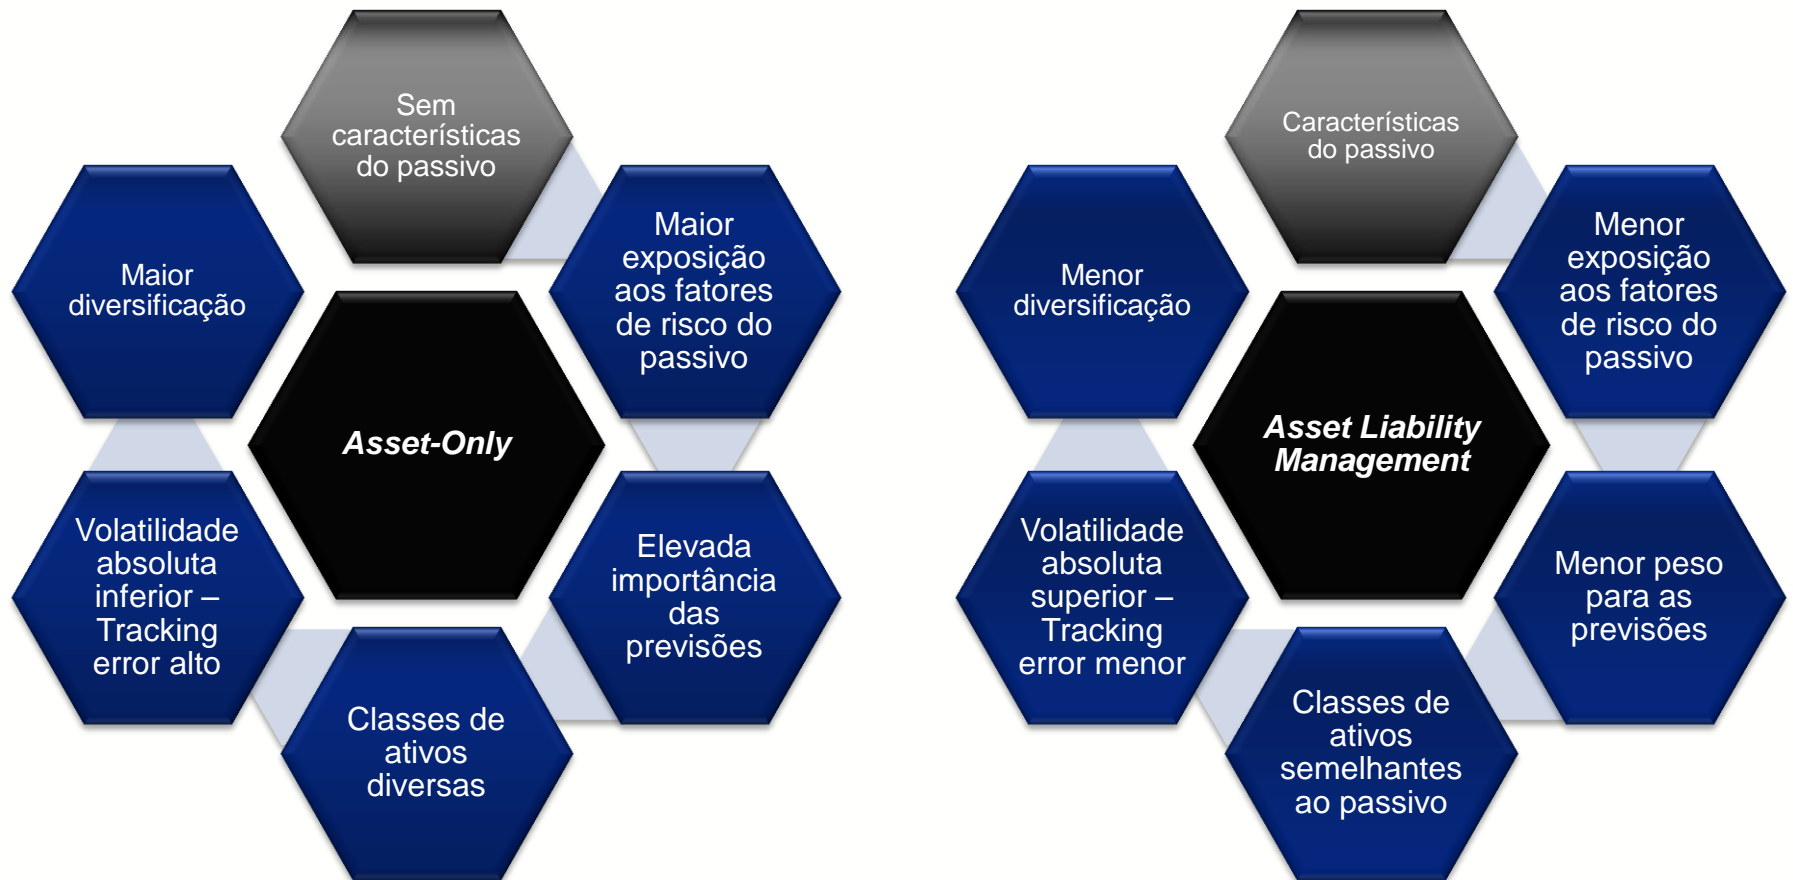 Sem
características
do passivo
Maior
exposição
aos fatores
de risco do
passivo
Elevada
importância
das
previsões
Classes de
ativos
diversas
Volatilidade
absoluta
inferior –
Tracking
error alto
Maior
diversificação
Asset-Only
Características
do passivo
Menor
exposição
aos fatores
de risco do
passivo
Menor peso
para as
previsões
Classes de
ativos
semelhantes
ao passivo
Volatilidade
absoluta
superior –
Tracking
error menor
Menor
diversificação
Asset Liability
Management